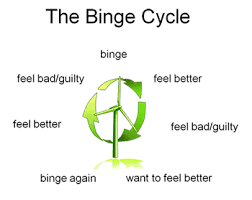 The Binge Cycle
binge
feel bad/guilty
feel better
feel better
feel bad/guilty
binge again
want to feel better